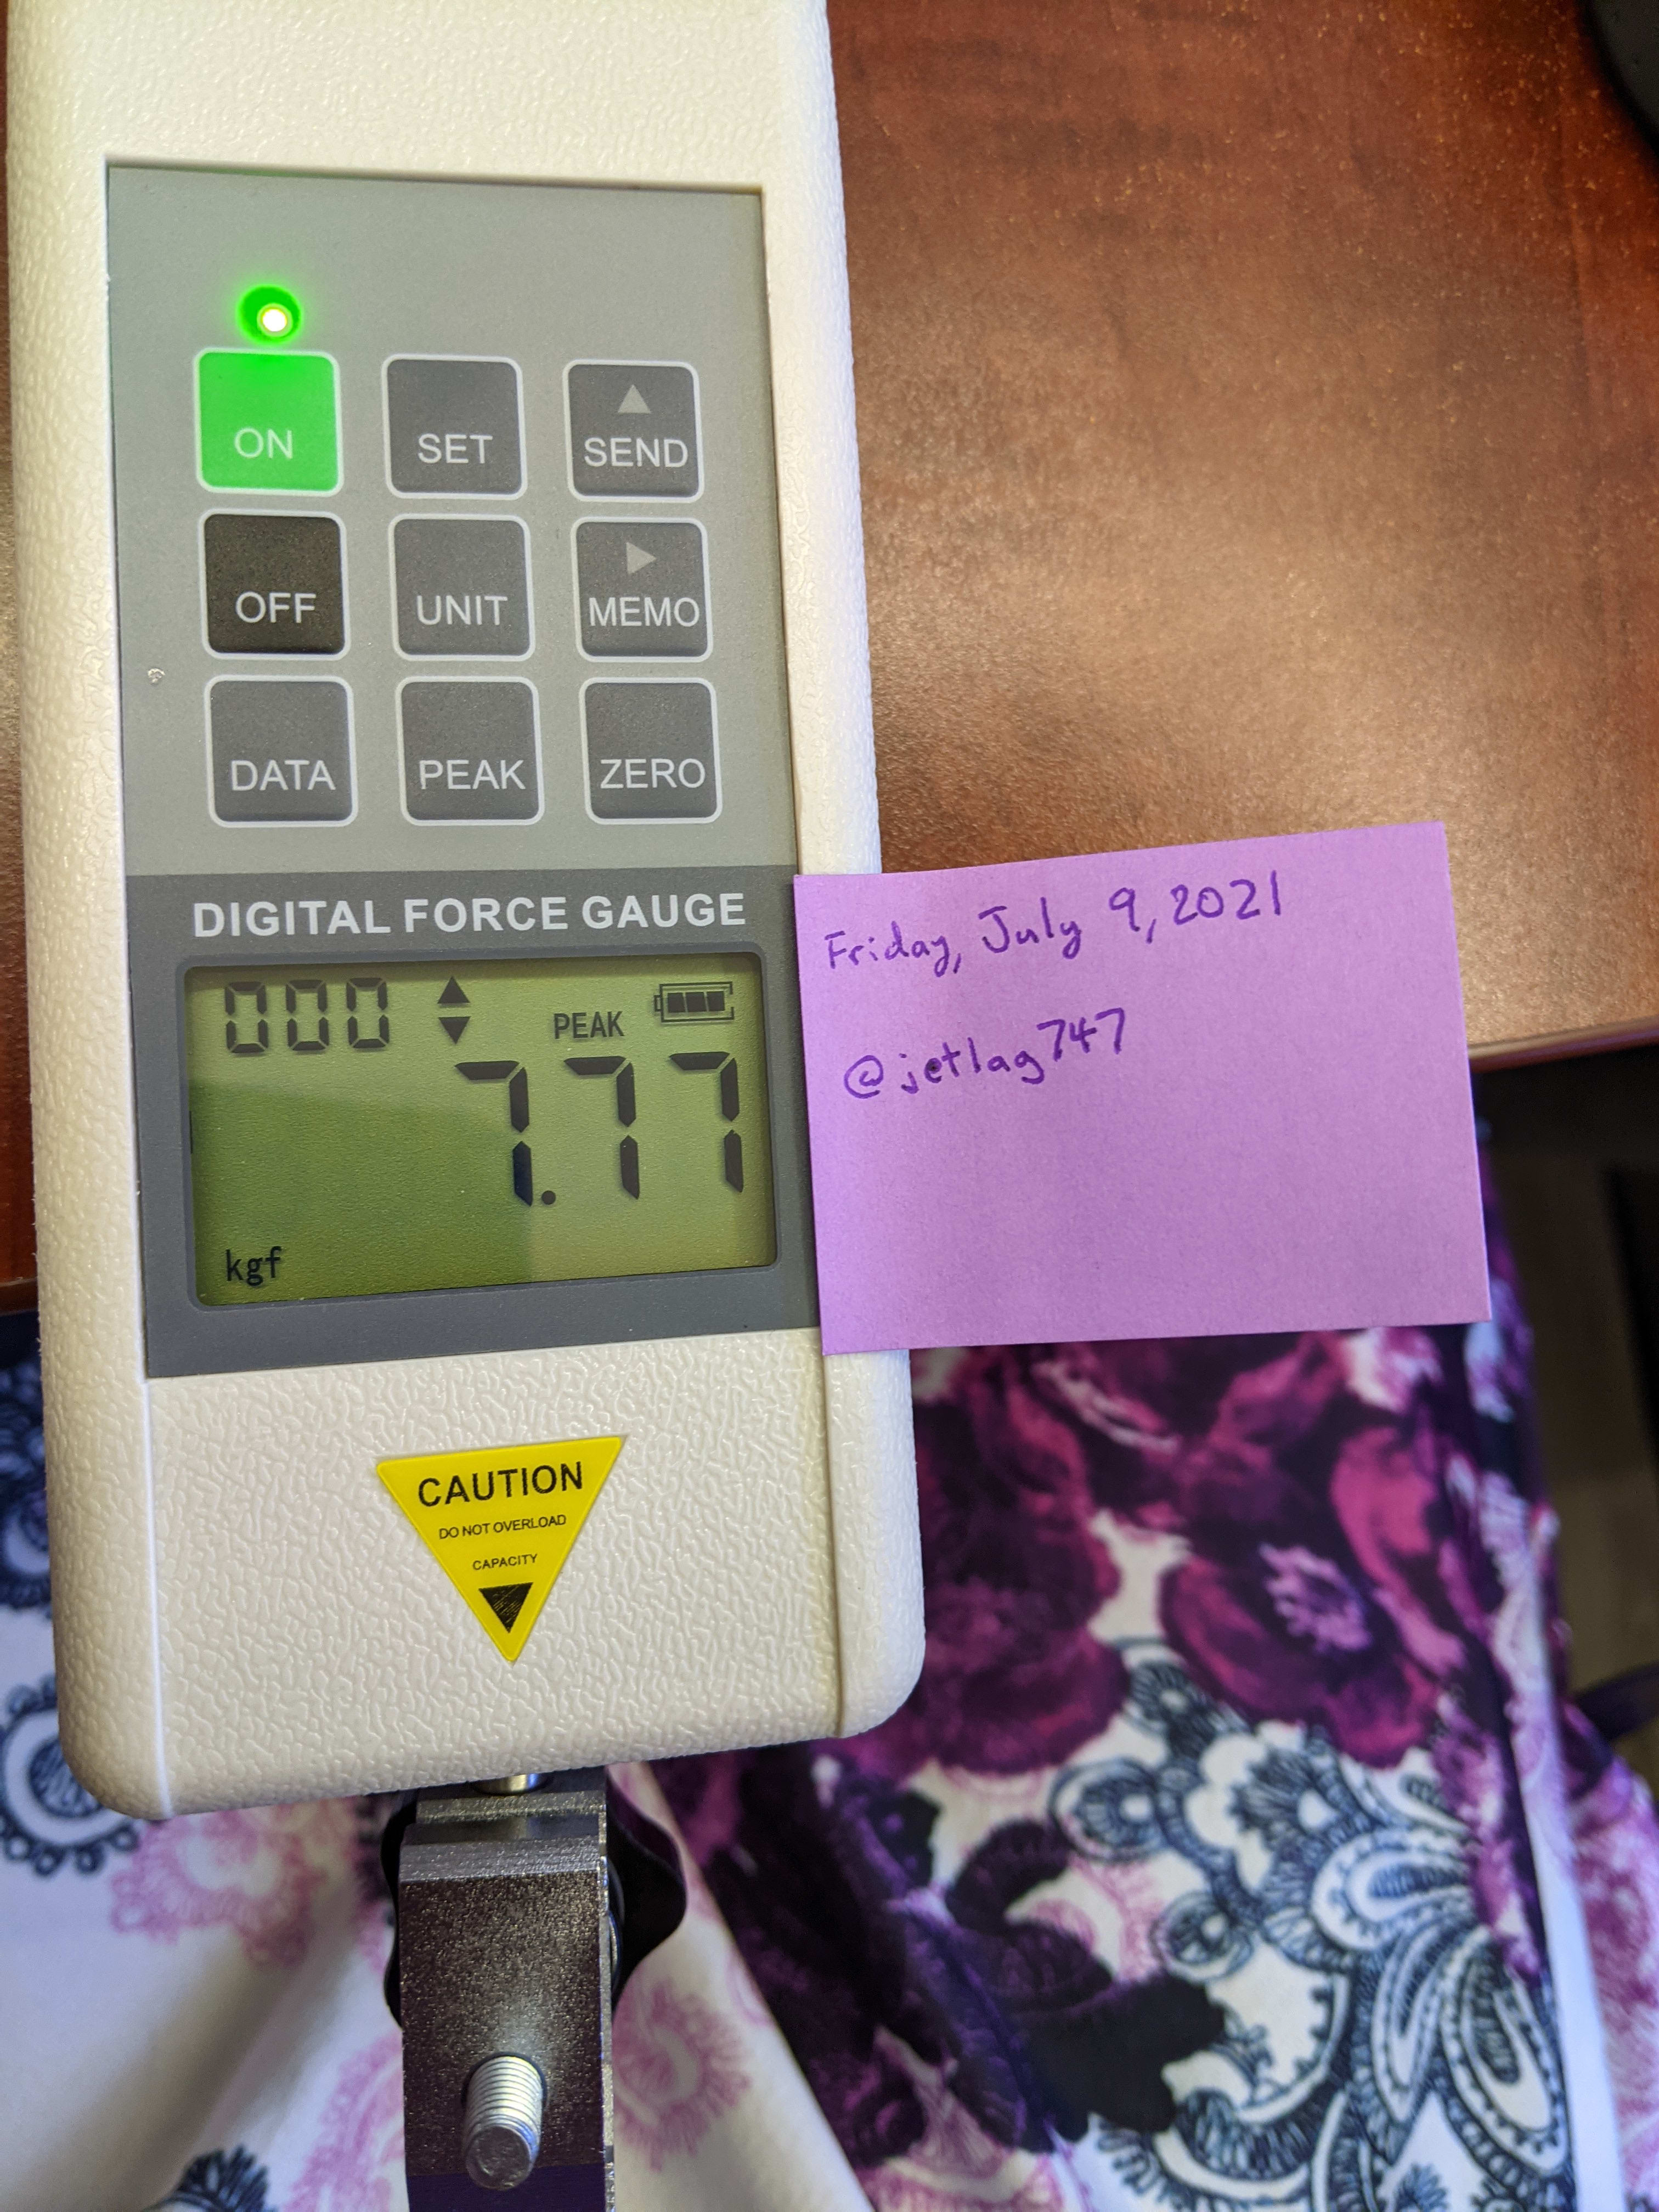 ON SET SEND
OFF UNIT MEMO
DATA PEAK ZERO
DIGITAL FORCE GAUGE
000 PEAK
7.77
kgf
Friday, July 9, 2021
@jetlag747
CAUTION
DO NOT OVERLOAD
CAPACITY